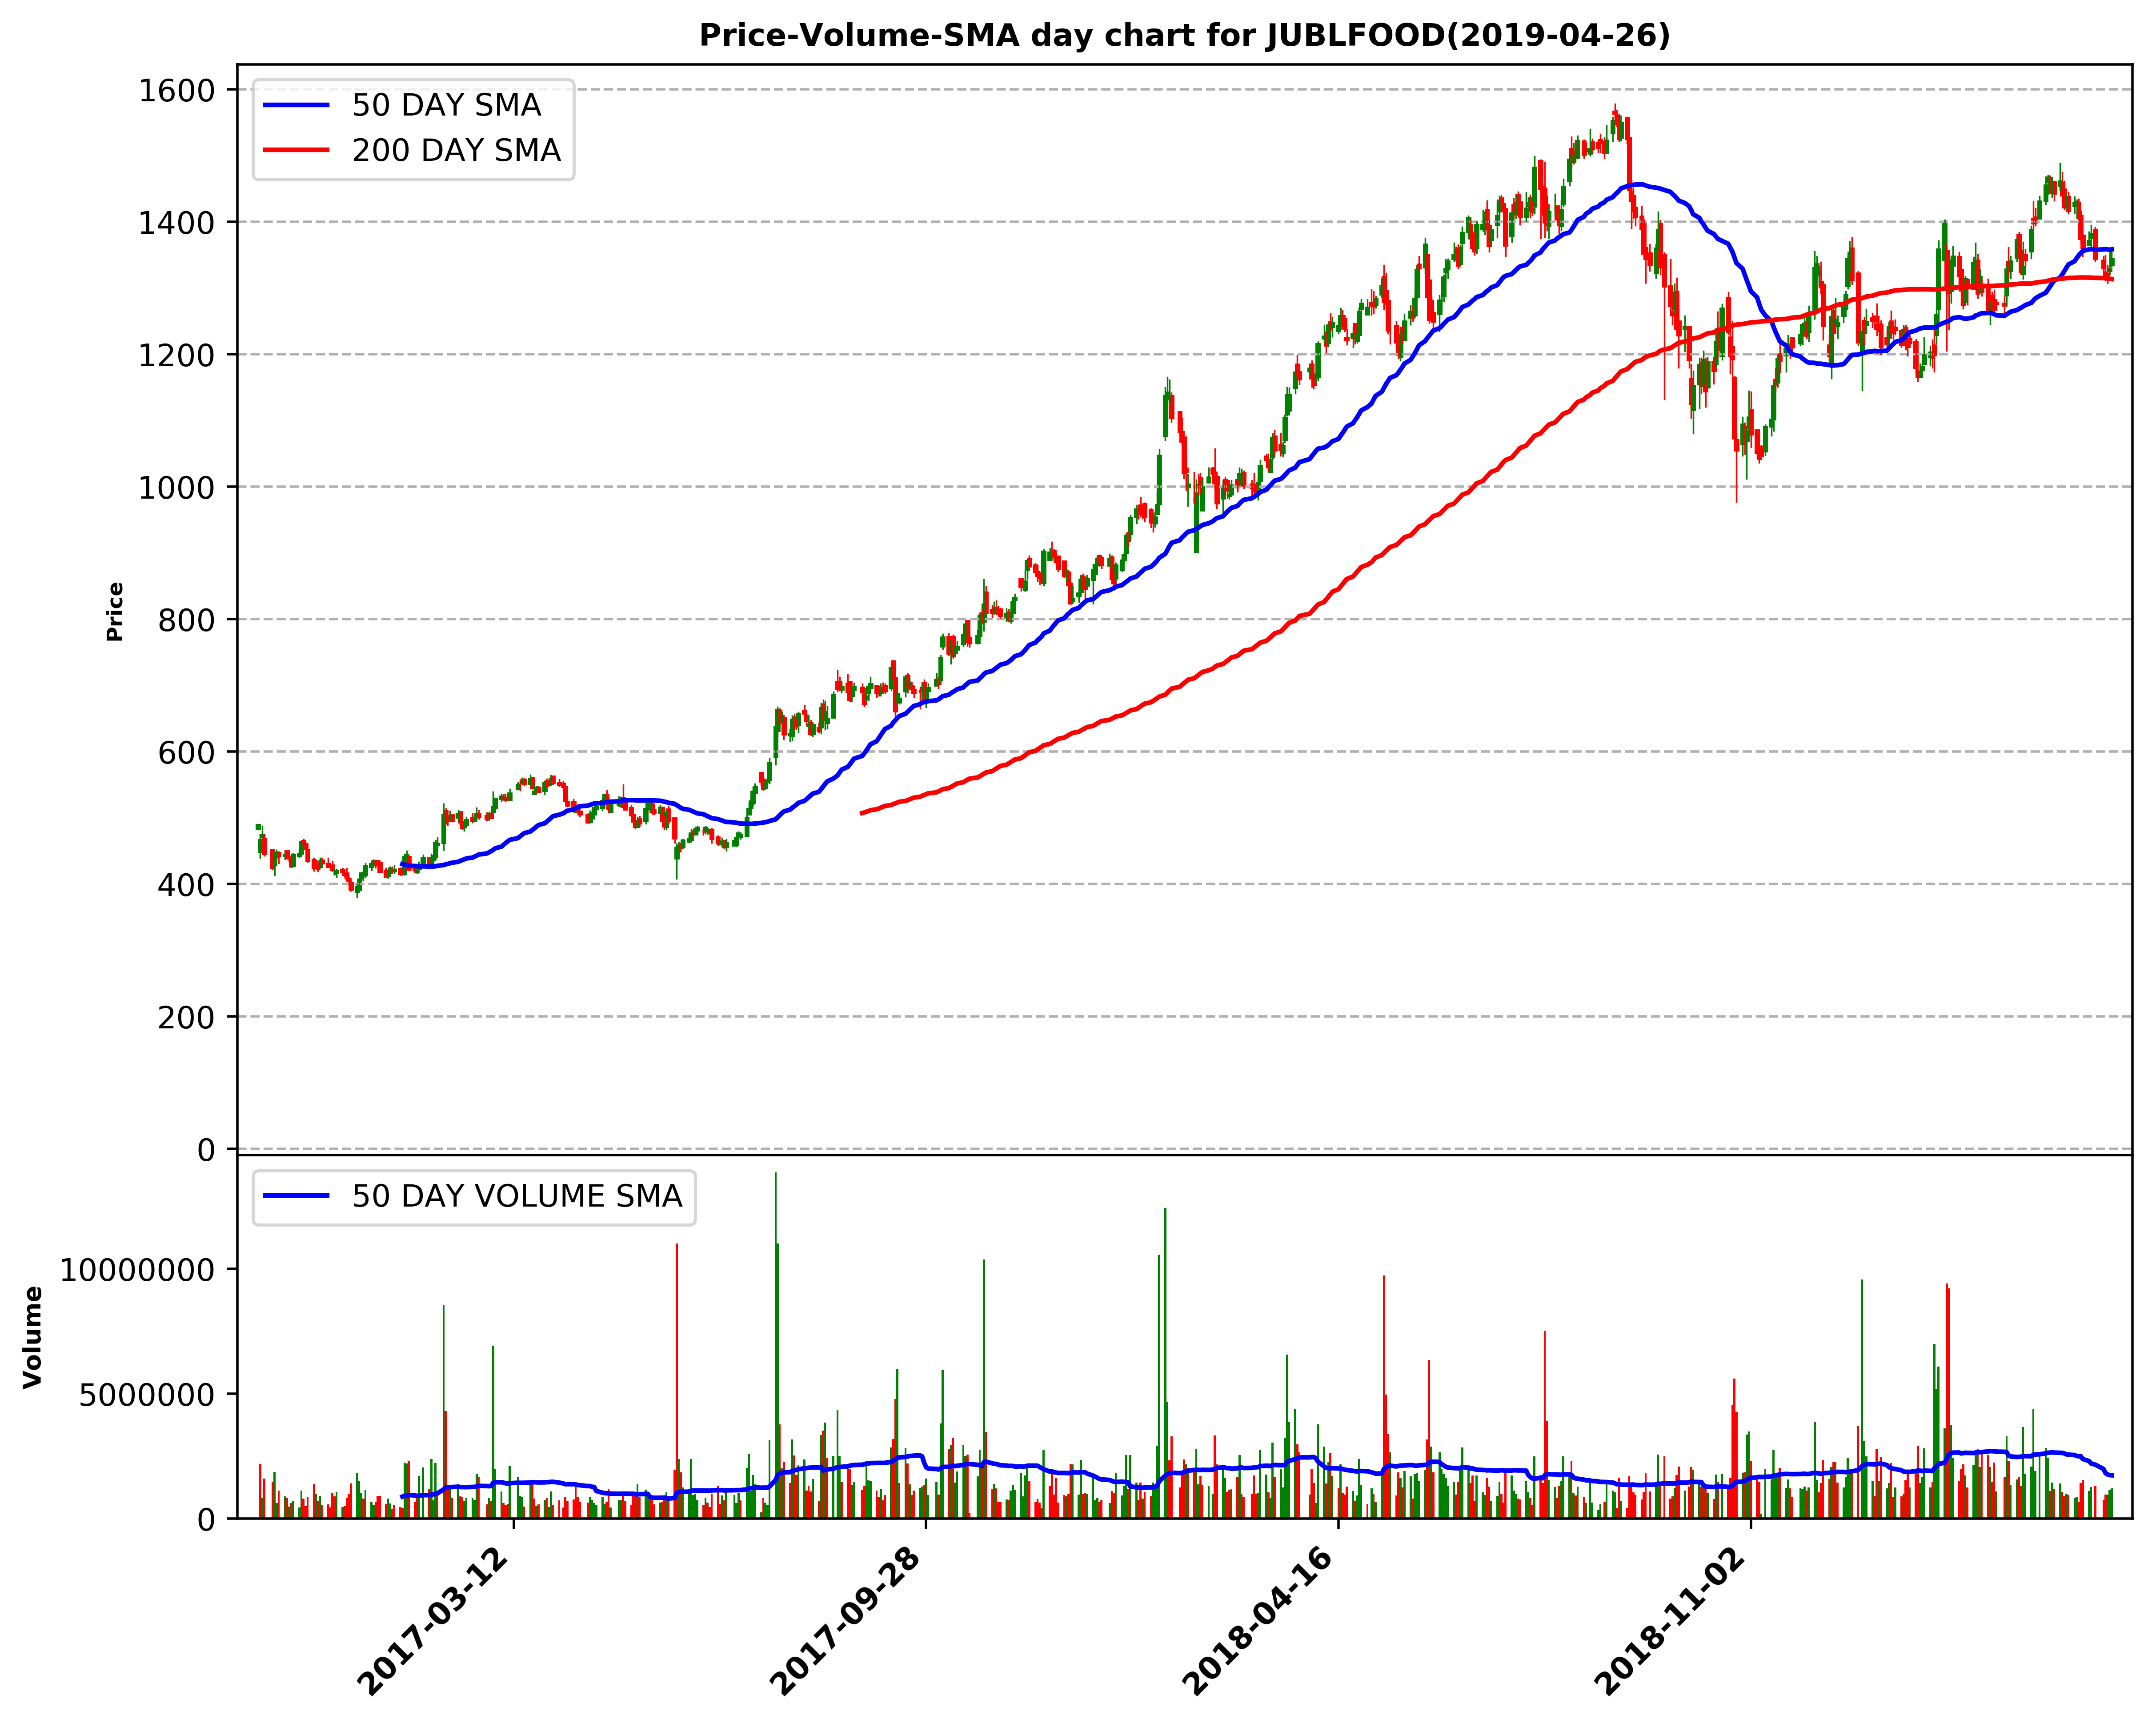 Price-Volume-SMA day chart for JUBLFOOD(2019-04-26)
50 DAY SMA
200 DAY SMA
1600
1400
1200
1000
800
600
400
200
0
Price
50 DAY VOLUME SMA
10000000
5000000
0
Volume
2017-03-12
2017-09-28
2018-04-16
2018-11-02